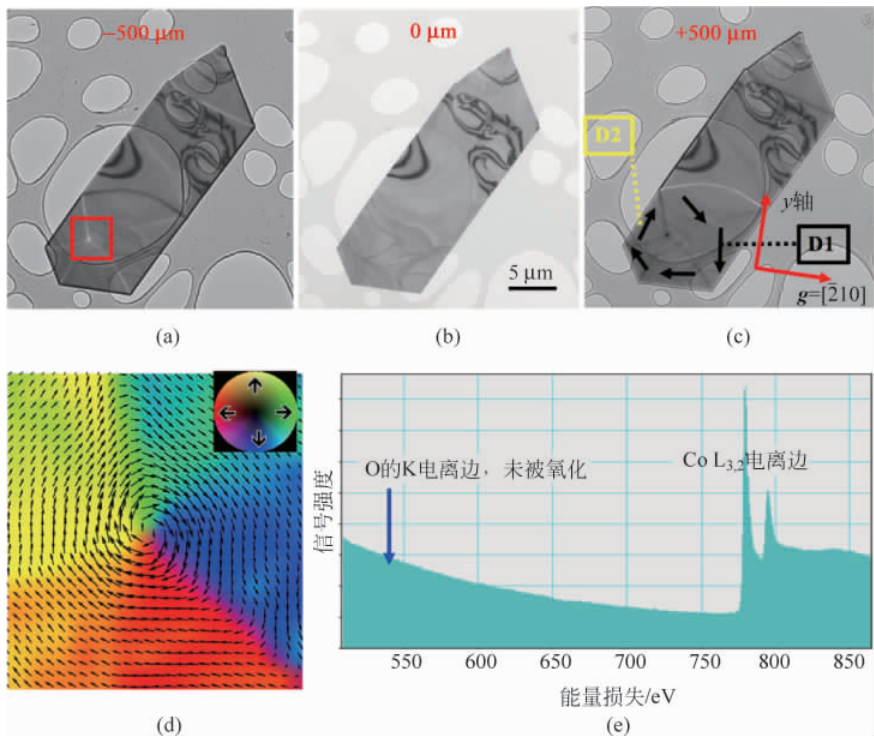 −500 μm
0 μm
+500 μm
D2
y轴
D1
5 μm
g=[2̄10]
(a)
(b)
(c)
O的K电离边，未被氧化
Co L3,2电离边
信号强度
550
600
650
700
750
800
850
能量损失/eV
(d)
(e)